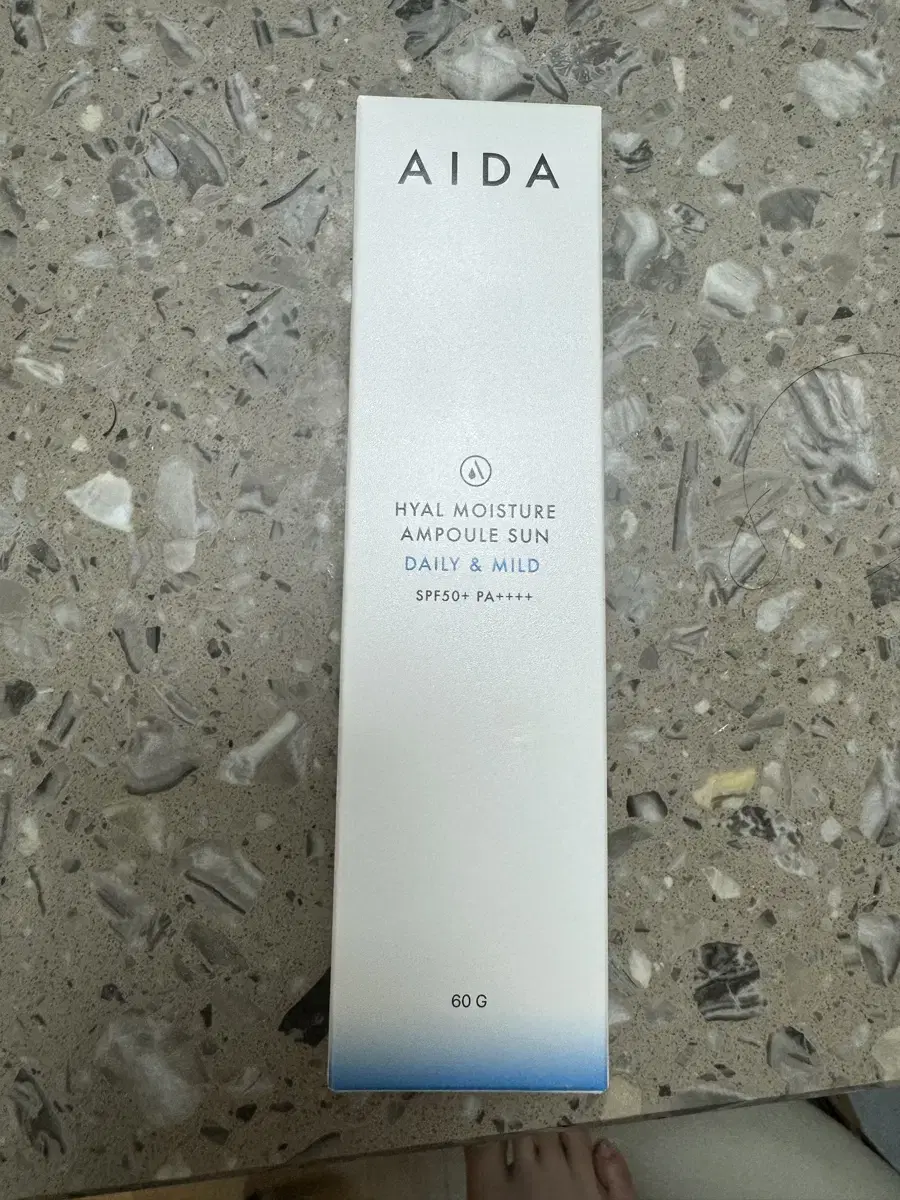 AIDA
HYAL MOISTURE
AMPOULE SUN
DAILY & MILD
SPF50+ PA++++
60 G